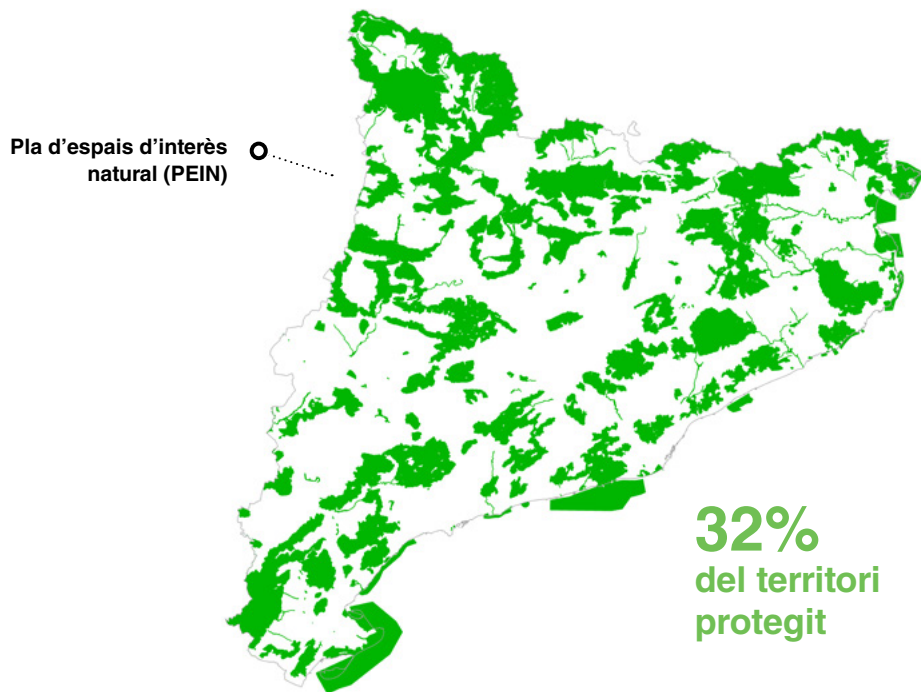 Pla d’espais d’interès
natural (PEIN)
32%
del territori
protegit